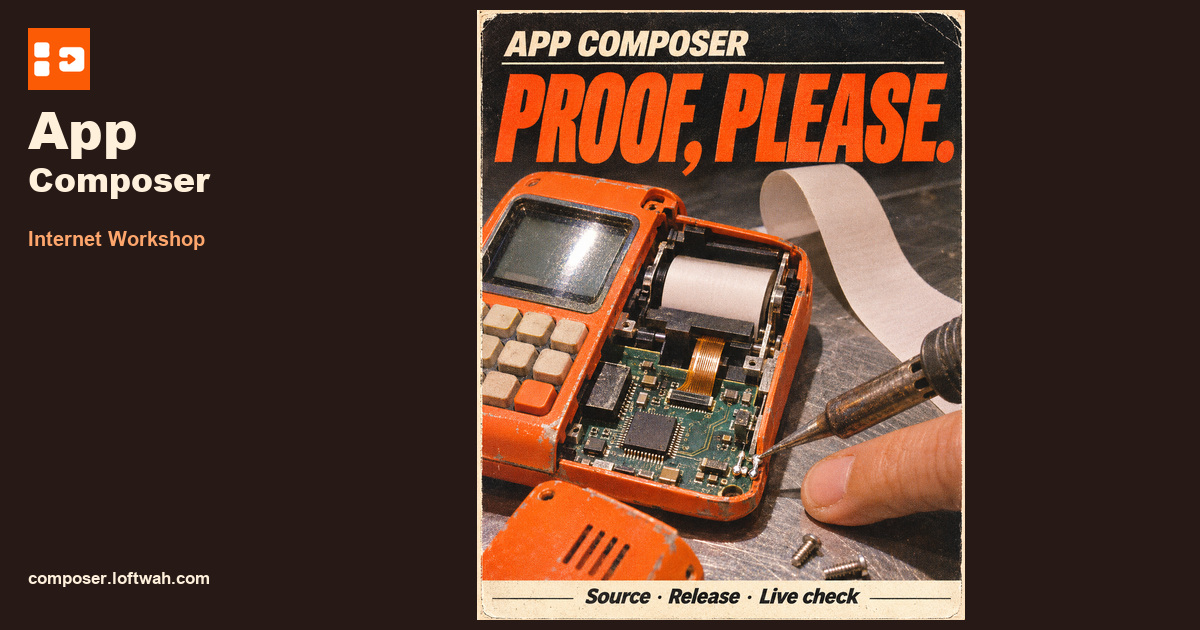 App
Composer
Internet Workshop
composer.loftwah.com
APP COMPOSER
PROOF, PLEASE.
Source · Release · Live check